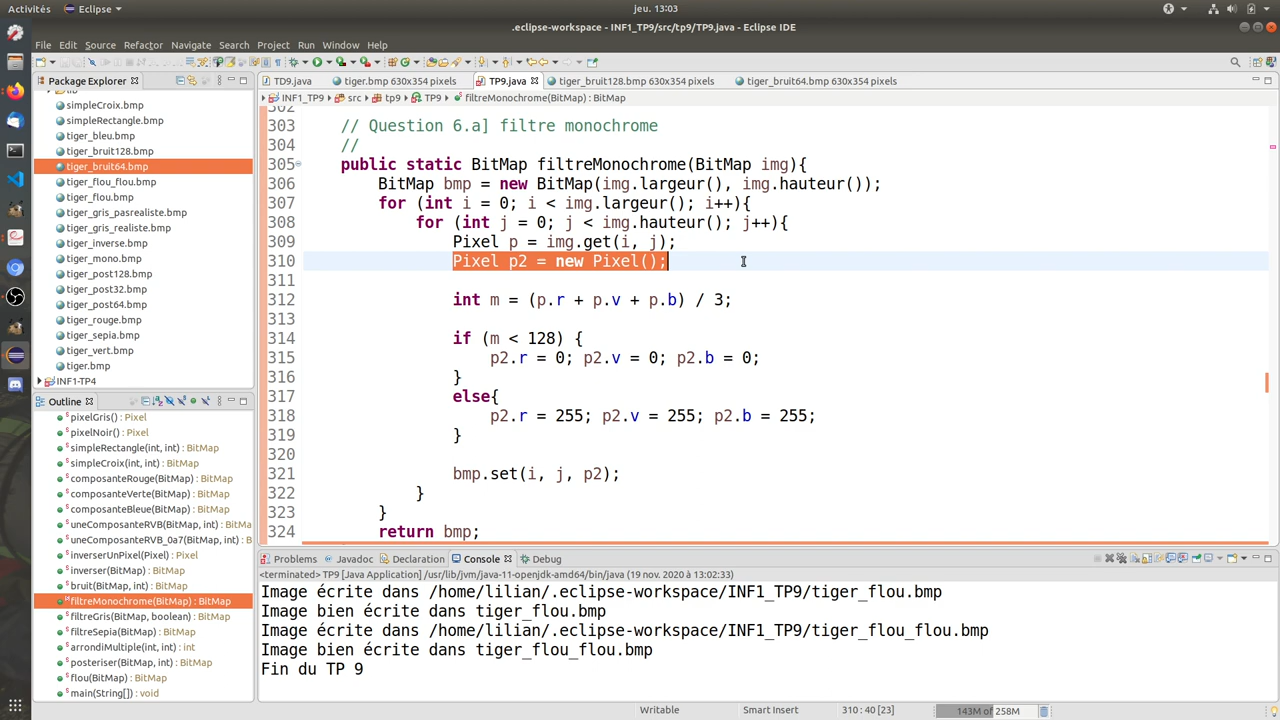 Activités
Eclipse
jeu. 13:03
.eclipse-workspace - INF1_TP9/src/tp9/TP9.java - Eclipse IDE
File Edit Source Refactor Navigate Search Project Run Window Help
Package Explorer
lib
simpleCroix.bmp
simpleRectangle.bmp
tiger_bleu.bmp
tiger_bruit128.bmp
tiger_bruit64.bmp
tiger_flou_flou.bmp
tiger_flou.bmp
tiger_gris_pasrealiste.bmp
tiger_gris_realiste.bmp
tiger_inverse.bmp
tiger_mono.bmp
tiger_post128.bmp
tiger_post32.bmp
tiger_post64.bmp
tiger_rouge.bmp
tiger_sepia.bmp
tiger_vert.bmp
tiger.bmp
INF1-TP4
Outline
pixelGris() : Pixel
pixelNoir() : Pixel
simpleRectangle(int, int) : BitMap
simpleCroix(int, int) : BitMap
composanteRouge(BitMap) : BitMap
composanteVerte(BitMap) : BitMap
composanteBleue(BitMap) : BitMap
uneComposanteRVB(BitMap, int) : BitMa
uneComposanteRVB_0a7(BitMap, int) : B
inverserUnPixel(Pixel) : Pixel
inverser(BitMap) : BitMap
bruit(BitMap, int) : BitMap
filtreMonochrome(BitMap) : BitMap
filtreGris(BitMap, boolean) : BitMap
filtreSepia(BitMap) : BitMap
arrondiMultiple(int, int) : int
posteriser(BitMap, int) : BitMap
flou(BitMap) : BitMap
main(String[]) : void
TD9.java tiger.bmp 630x354 pixels TP9.java tiger_bruit128.bmp 630x354 pixels tiger_bruit64.bmp 630x354 pixels
INF1_TP9 src tp9 TP9 filtreMonochrome(BitMap) : BitMap
302
303 // Question 6.a] filtre monochrome
304 //
305 public static BitMap filtreMonochrome(BitMap img){
306 BitMap bmp = new BitMap(img.largeur(), img.hauteur());
307 for (int i = 0; i < img.largeur(); i++){
308 for (int j = 0; j < img.hauteur(); j++){
309 Pixel p = img.get(i, j);
310 Pixel p2 = new Pixel();
311
312 int m = (p.r + p.v + p.b) / 3;
313
314 if (m < 128) {
315 p2.r = 0; p2.v = 0; p2.b = 0;
316 }
317 else{
318 p2.r = 255; p2.v = 255; p2.b = 255;
319 }
320
321 bmp.set(i, j, p2);
322 }
323 }
324 return bmp;
Problems Javadoc Declaration Console Debug
<terminated> TP9 [Java Application] /usr/lib/jvm/java-11-openjdk-amd64/bin/java (19 nov. 2020 à 13:02:33)
Image écrite dans /home/lilian/.eclipse-workspace/INF1_TP9/tiger_flou.bmp
Image bien écrite dans tiger_flou.bmp
Image écrite dans /home/lilian/.eclipse-workspace/INF1_TP9/tiger_flou_flou.bmp
Image bien écrite dans tiger_flou_flou.bmp
Fin du TP 9
Writable Smart Insert 310 : 40 [23] 143M of 258M